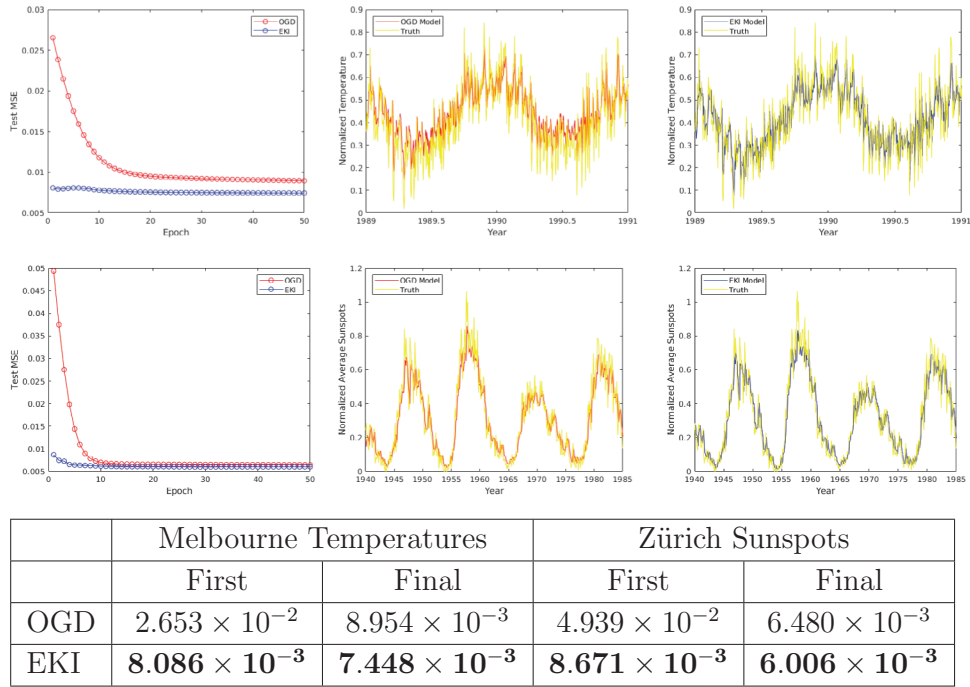 0.03
0.025
0.02
0.015
0.01
0.005
0 10 20 30 40 50
Epoch
Test MSE
OGD
EKI
0.9
0.8
0.7
0.6
0.5
0.4
0.3
0.2
0.1
0
1989 1989.5 1990 1990.5 1991
Year
Normalized Temperature
OGD Model
Truth
0.9
0.8
0.7
0.6
0.5
0.4
0.3
0.2
0.1
0
1989 1989.5 1990 1990.5 1991
Year
Normalized Temperature
EKI Model
Truth
0.05
0.045
0.04
0.035
0.03
0.025
0.02
0.015
0.01
0.005
0 10 20 30 40 50
Epoch
Test MSE
OGD
EKI
1.2
1
0.8
0.6
0.4
0.2
0
1940 1945 1950 1955 1960 1965 1970 1975 1980 1985
Year
Normalized Average Sunspots
OGD Model
Truth
1.2
1
0.8
0.6
0.4
0.2
0
1940 1945 1950 1955 1960 1965 1970 1975 1980 1985
Year
Normalized Average Sunspots
EKI Model
Truth
Melbourne Temperatures Zürich Sunspots
First Final First Final
OGD 2.653 × 10⁻² 8.954 × 10⁻³ 4.939 × 10⁻² 6.480 × 10⁻³
EKI 8.086 × 10⁻³ 7.448 × 10⁻³ 8.671 × 10⁻³ 6.006 × 10⁻³